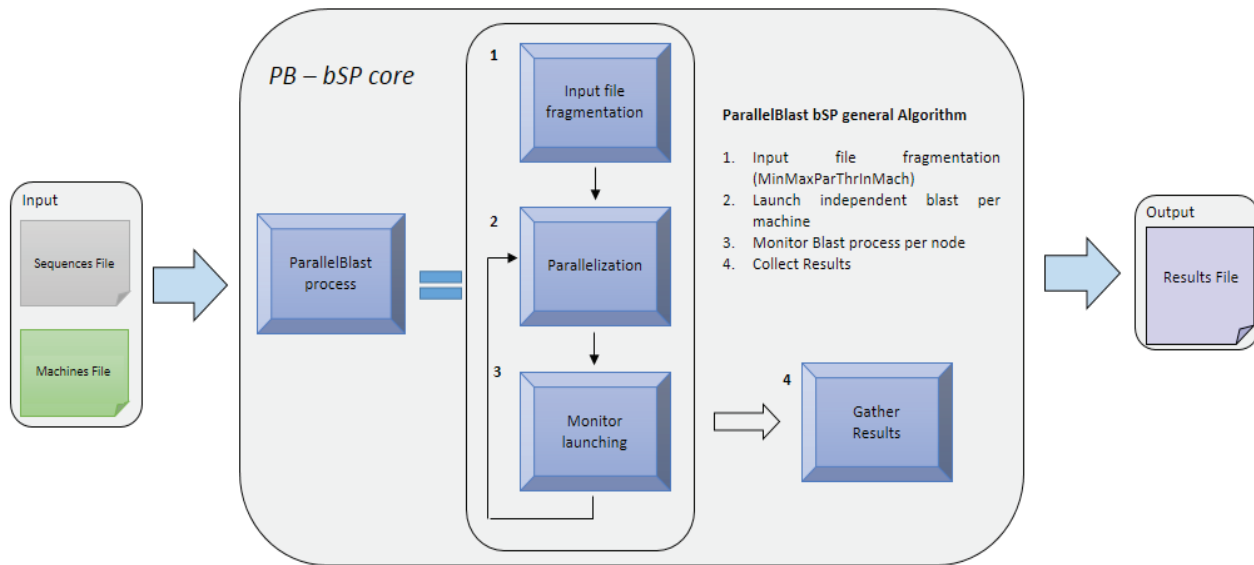 Input
Sequences File
Machines File
PB – bSP core
ParallelBlast
process
1
Input file
fragmentation
2
Parallelization
3
Monitor
launching
ParallelBlast bSP general Algorithm
1. Input file fragmentation
(MinMaxParThrInMach)
2. Launch independent blast per
machine
3. Monitor Blast process per node
4. Collect Results
4
Gather
Results
Output
Results File